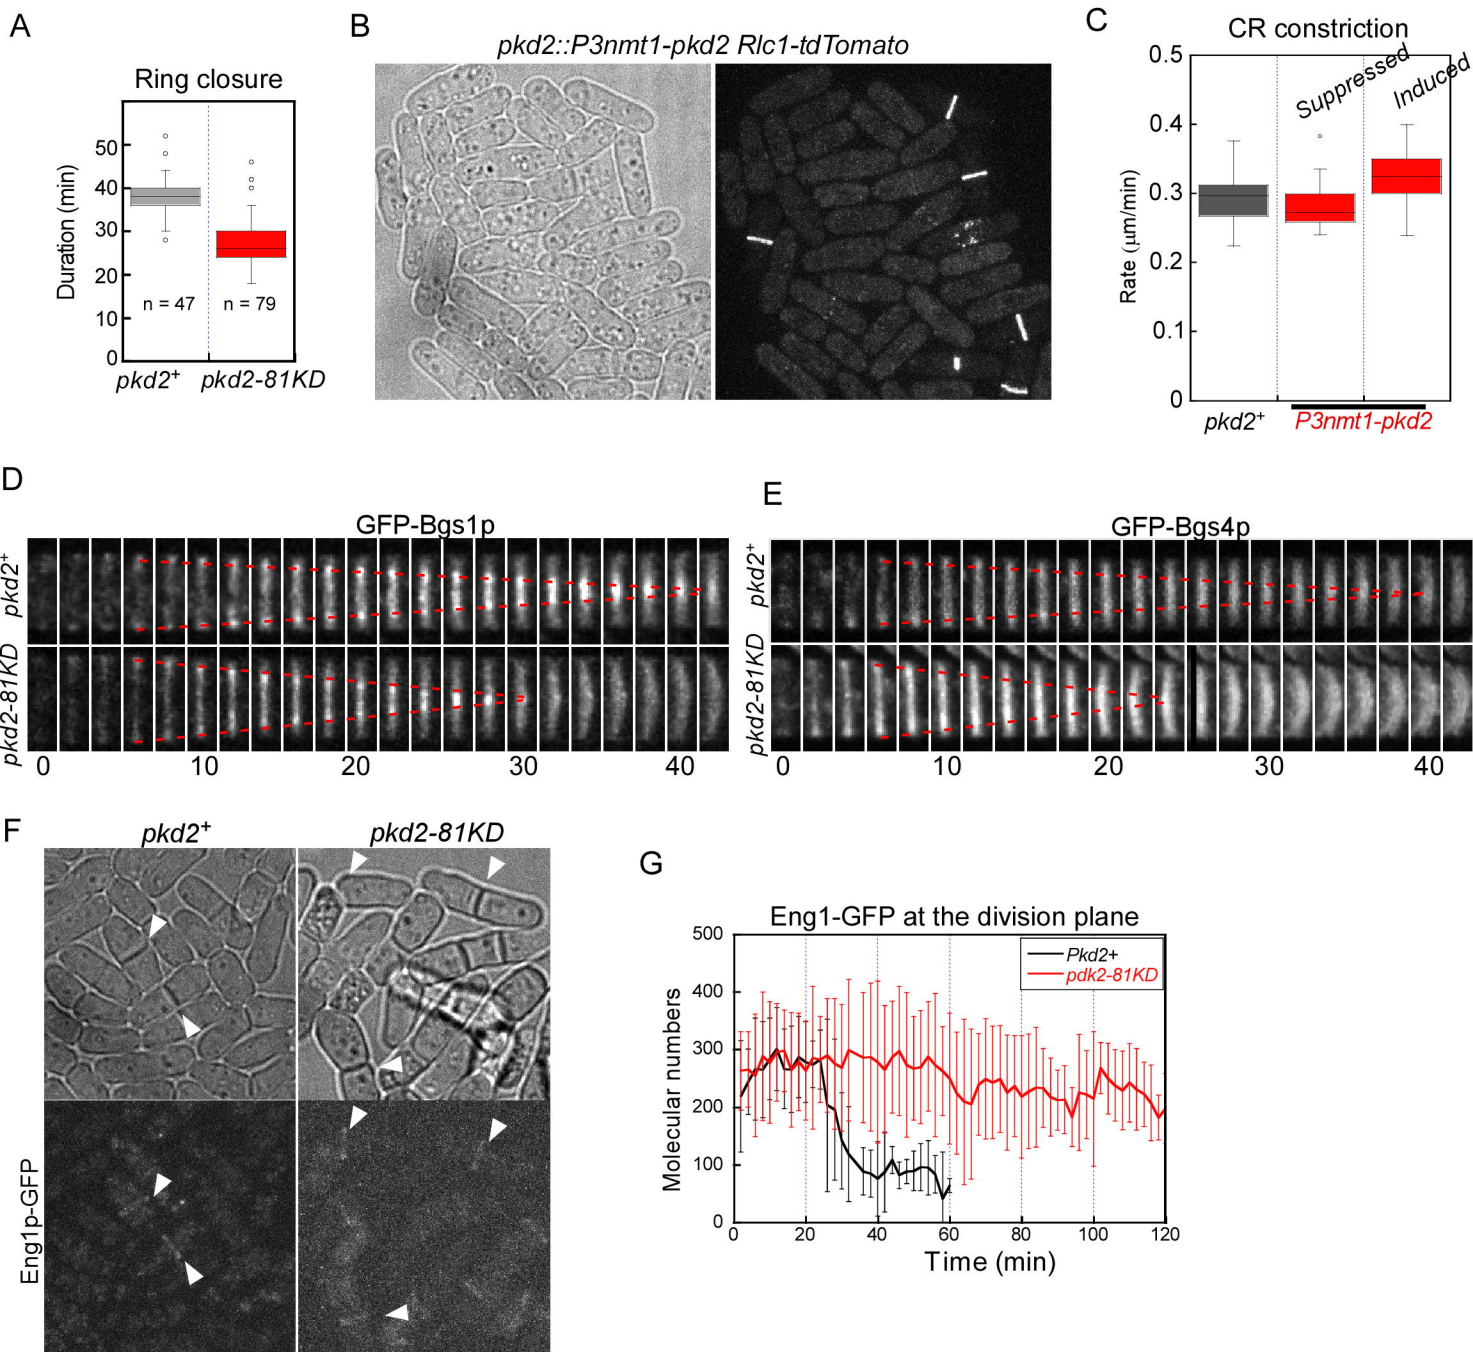 A
Ring closure
Duration (min)
50
40
30
20
10
0
n = 47
n = 79
pkd2+
pkd2-81KD
B
pkd2::P3nmt1-pkd2 Rlc1-tdTomato
C
CR constriction
Rate (μm/min)
0.5
0.4
0.3
0.2
0.1
0
Suppressed
Induced
pkd2+
P3nmt1-pkd2
D
GFP-Bgs1p
pkd2+
pkd2-81KD
0 10 20 30 40
E
GFP-Bgs4p
pkd2+
pkd2-81KD
0 10 20 30 40
F
pkd2+
pkd2-81KD
Eng1p-GFP
G
Eng1-GFP at the division plane
Molecular numbers
500
400
300
200
100
0
Pkd2+
pdk2-81KD
0 20 40 60 80 100 120
Time (min)